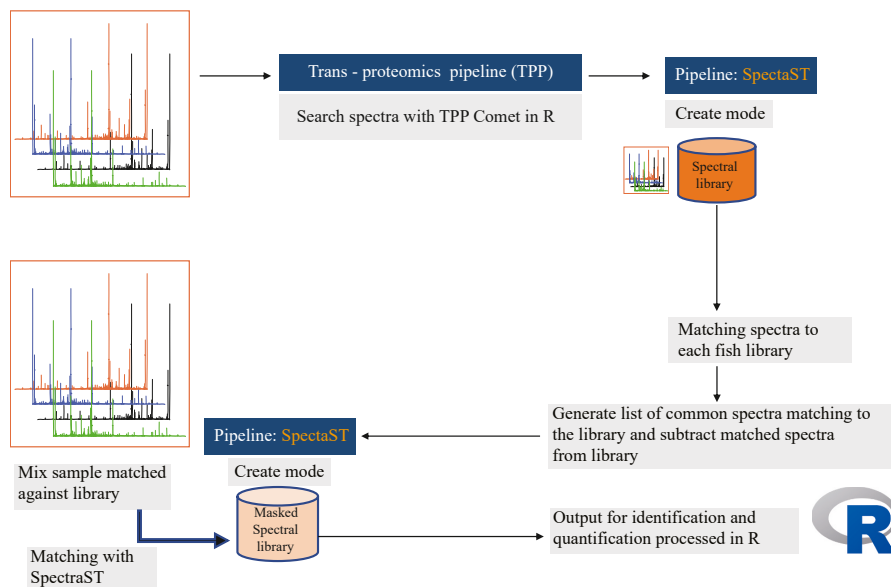 Trans - proteomics pipeline (TPP)
Search spectra with TPP Comet in R
Pipeline: SpectaST
Create mode
Spectral
library
Matching spectra to
each fish library
Generate list of common spectra matching to
the library and subtract matched spectra
from library
Pipeline: SpectaST
Create mode
Masked
Spectral
library
Mix sample matched
against library
Matching with
SpectraST
Output for identification and
quantification processed in R
R